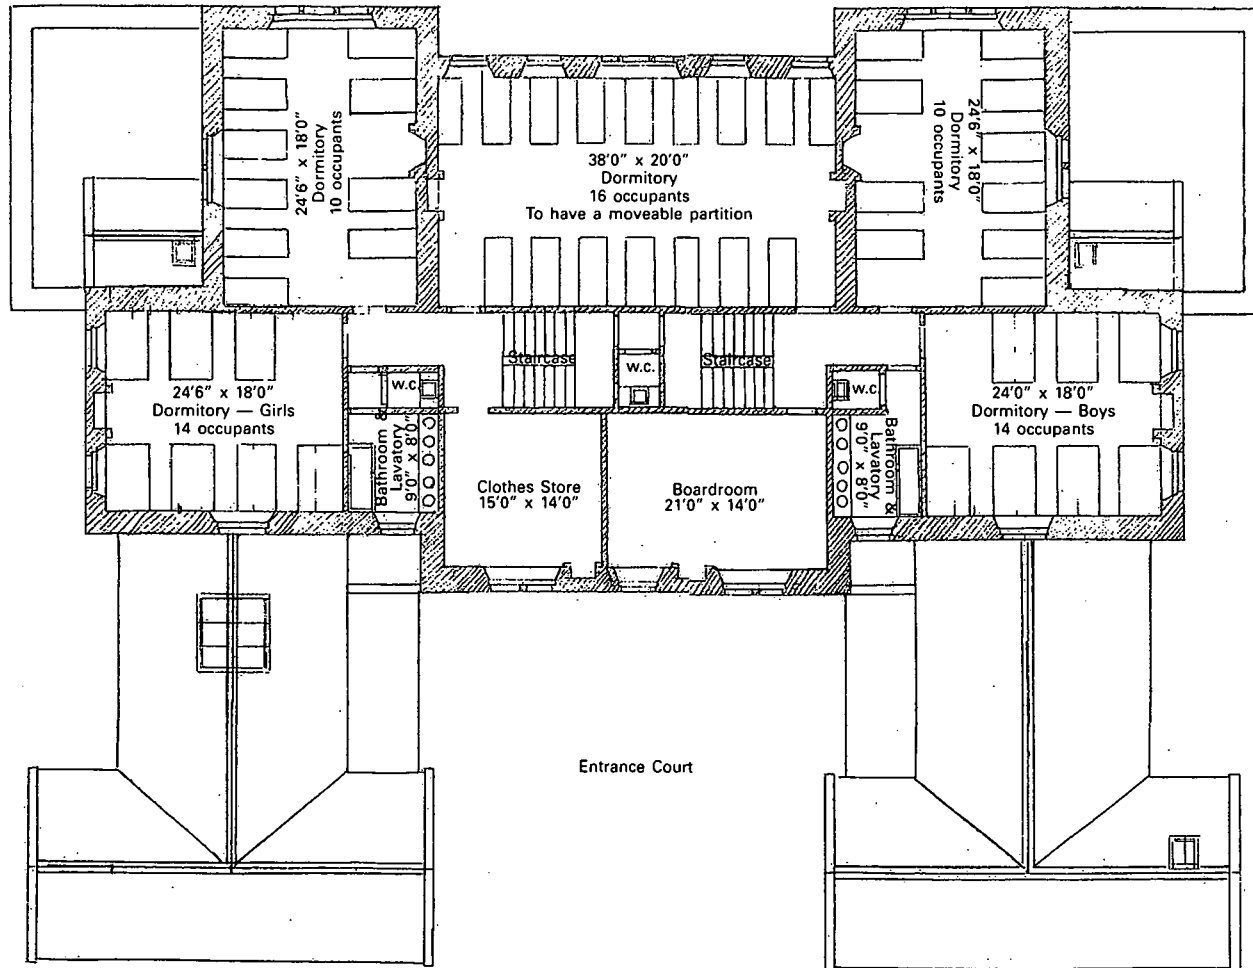 24'6" x 18'0"
Dormitory
10 occupants
38'0" x 20'0"
Dormitory
16 occupants
To have a moveable partition
24'6" x 18'0"
Dormitory
10 occupants
Staircase
w.c.
Staircase
w.c.
w.c.
24'6" x 18'0"
Dormitory — Girls
14 occupants
Bathroom &
Lavatory
9'0" x 8'0"
Clothes Store
15'0" x 14'0"
Boardroom
21'0" x 14'0"
Bathroom &
Lavatory
9'0" x 8'0"
24'0" x 18'0"
Dormitory — Boys
14 occupants
Entrance Court